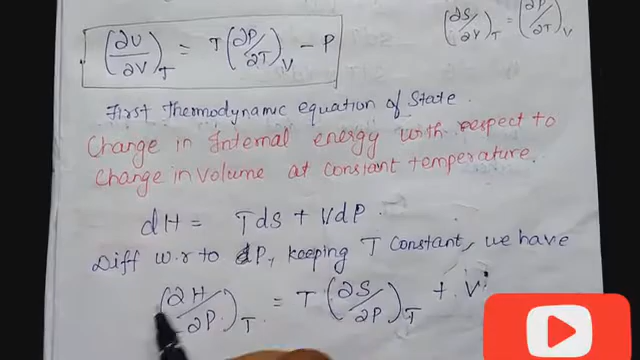 (∂S/∂V)_T = (∂P/∂T)_V
(∂U/∂V)_T = T(∂P/∂T)_V − P
First Thermodynamic equation of State.
Change in Internal energy with respect to
Change in Volume at Constant temperature.
dH = Tds + VdP.
Diff w.r to dP, keeping T Constant, we have
(∂H/∂P)_T = T(∂S/∂P)_T + V